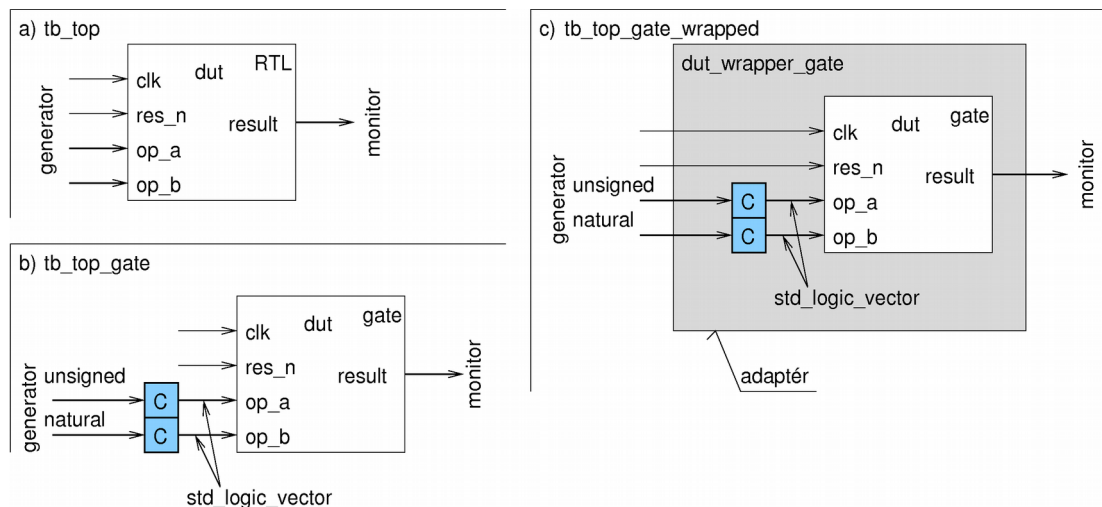 a) tb_top
generator
clk
res_n
op_a
op_b
dut
RTL
result
monitor
b) tb_top_gate
generator
unsigned
natural
C
C
clk
res_n
op_a
op_b
dut
gate
result
monitor
std_logic_vector
c) tb_top_gate_wrapped
dut_wrapper_gate
generator
unsigned
natural
C
C
clk
res_n
op_a
op_b
dut
gate
result
monitor
std_logic_vector
adaptér